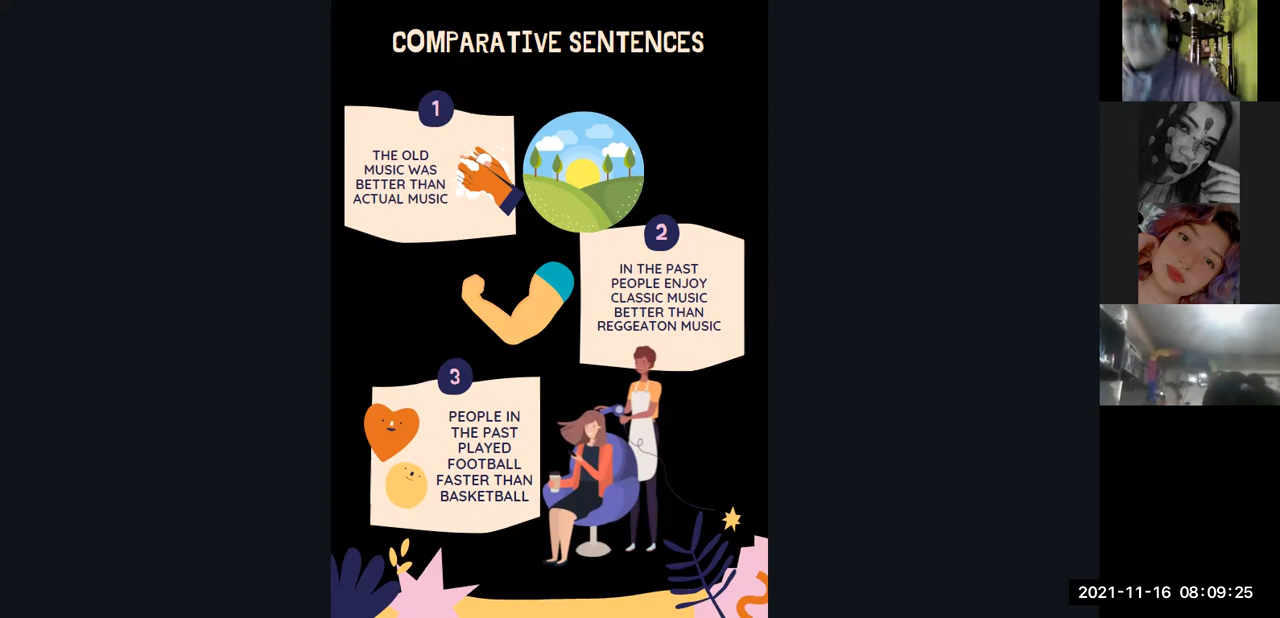 COMPARATIVE SENTENCES
1
THE OLD
MUSIC WAS
BETTER THAN
ACTUAL MUSIC
2
IN THE PAST
PEOPLE ENJOY
CLASSIC MUSIC
BETTER THAN
REGGEATON MUSIC
3
PEOPLE IN
THE PAST
PLAYED
FOOTBALL
FASTER THAN
BASKETBALL
2021-11-16 08:09:25